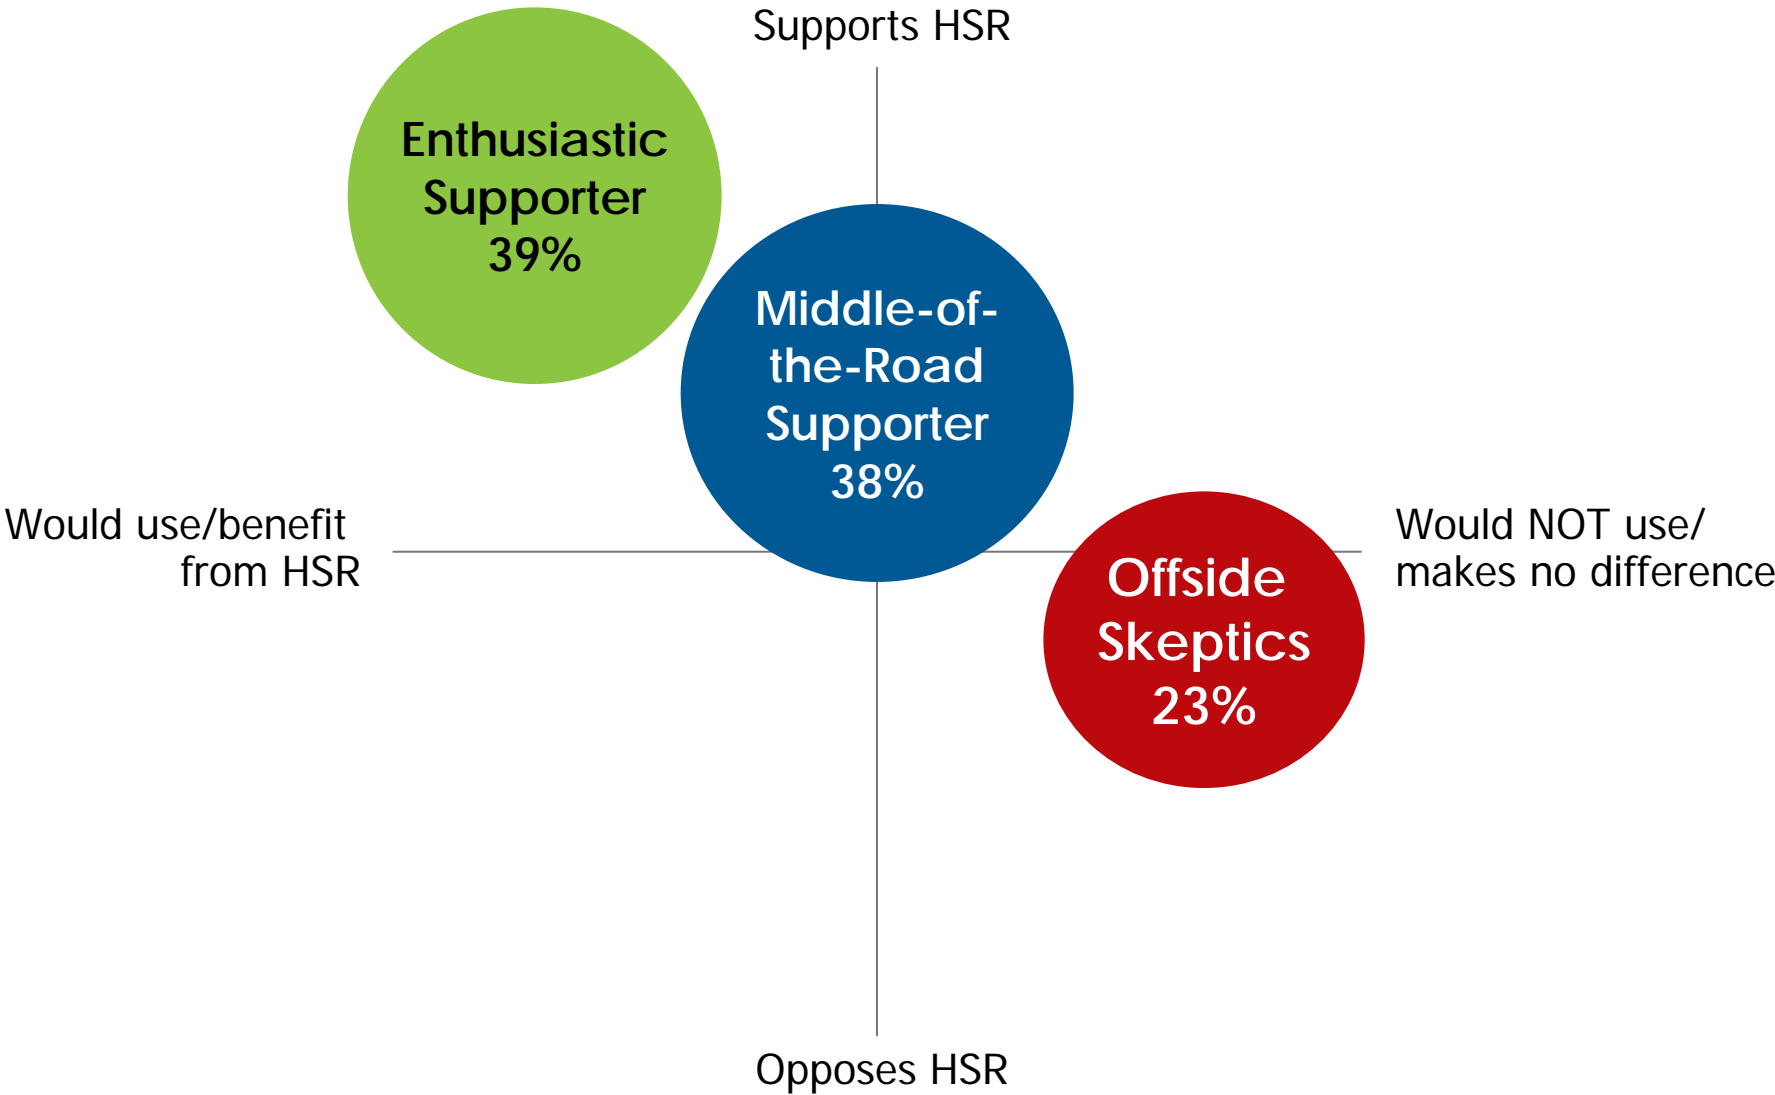 Supports HSR
Enthusiastic
Supporter
39%
Middle-of-
the-Road
Supporter
38%
Would use/benefit
from HSR
Would NOT use/
makes no difference
Offside
Skeptics
23%
Opposes HSR